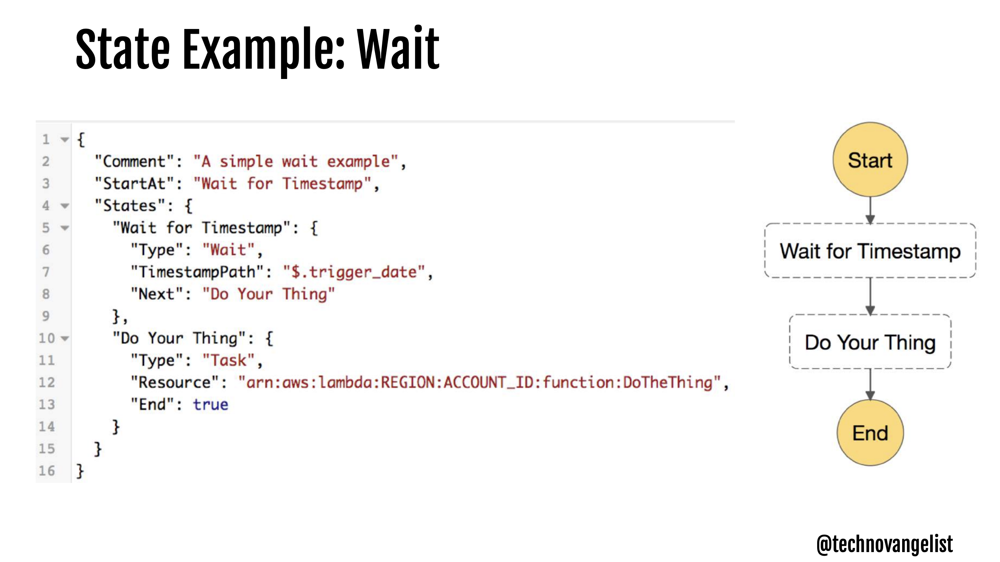 State Example: Wait
1 {
2 "Comment": "A simple wait example",
3 "StartAt": "Wait for Timestamp",
4 "States": {
5 "Wait for Timestamp": {
6 "Type": "Wait",
7 "TimestampPath": "$.trigger_date",
8 "Next": "Do Your Thing"
9 },
10 "Do Your Thing": {
11 "Type": "Task",
12 "Resource": "arn:aws:lambda:REGION:ACCOUNT_ID:function:DoTheThing",
13 "End": true
14 }
15 }
16 }
Start
Wait for Timestamp
Do Your Thing
End
@technovangelist